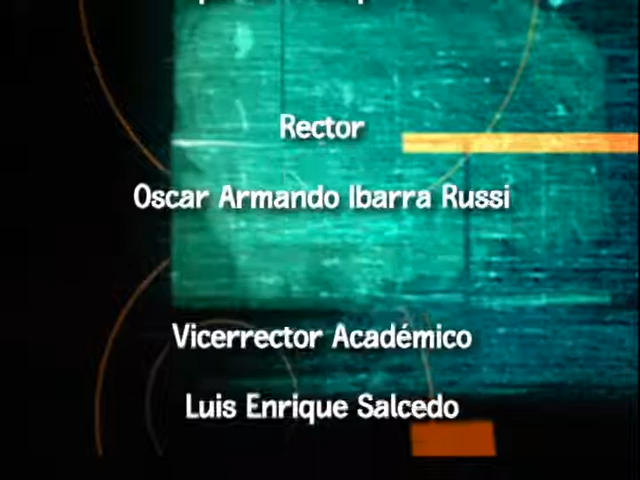 Rector
Oscar Armando Ibarra Russi
Vicerrector Académico
Luis Enrique Salcedo